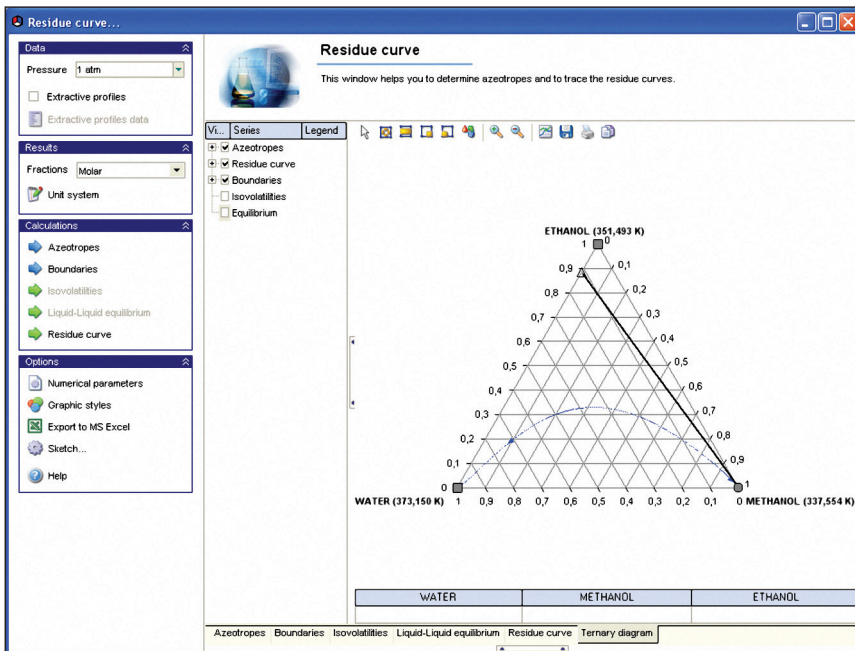 Residue curve...
Data
Pressure 1 atm
Extractive profiles
Extractive profiles data
Results
Fractions Molar
Unit system
Calculations
Azeotropes
Boundaries
Isovolatilities
Liquid-Liquid equilibrium
Residue curve
Options
Numerical parameters
Graphic styles
Export to MS Excel
Sketch...
Help
Residue curve
This window helps you to determine azeotropes and to trace the residue curves.
Vi... Series Legend
Azeotropes
Residue curve
Boundaries
Isovolatilities
Equilibrium
ETHANOL (351,493 K)
1 0
0,9 0,1
0,8 0,2
0,7 0,3
0,6 0,4
0,5 0,5
0,4 0,6
0,3 0,7
0,2 0,8
0,1 0,9
0 1
WATER (373,150 K) 1 0,9 0,8 0,7 0,6 0,5 0,4 0,3 0,2 0,1 0 METHANOL (337,554 K)
WATER METHANOL ETHANOL
Azeotropes Boundaries Isovolatilities Liquid-Liquid equilibrium Residue curve Ternary diagram